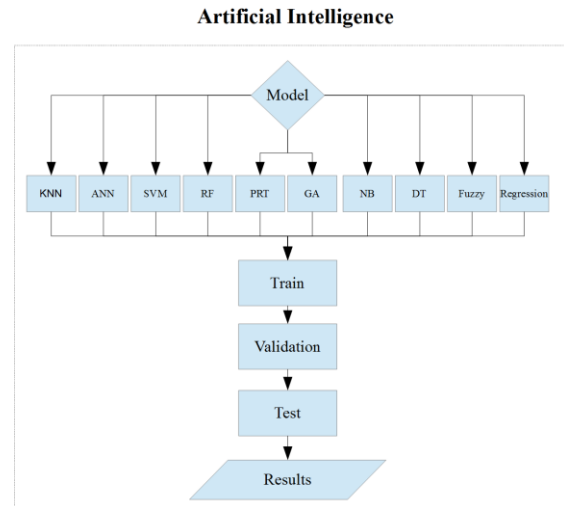 Artificial Intelligence
Model
KNN
ANN
SVM
RF
PRT
GA
NB
DT
Fuzzy
Regression
Train
Validation
Test
Results